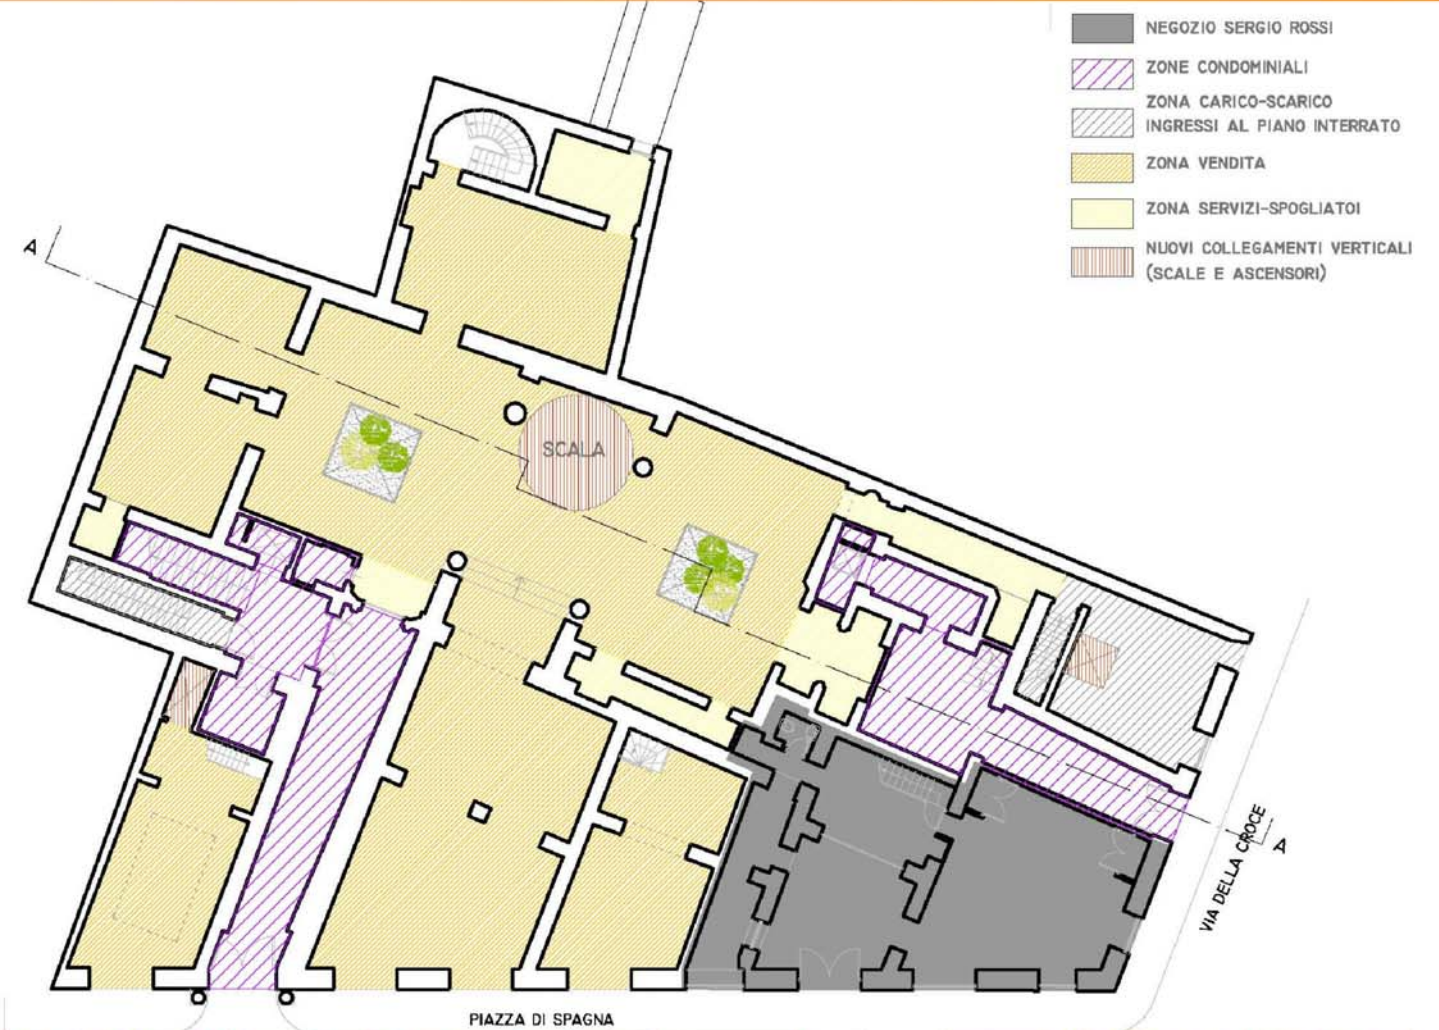 NEGOZIO SERGIO ROSSI
ZONE CONDOMINIALI
ZONA CARICO-SCARICO
INGRESSI AL PIANO INTERRATO
ZONA VENDITA
ZONA SERVIZI-SPOGLIATOI
NUOVI COLLEGAMENTI VERTICALI
(SCALE E ASCENSORI)
A
SCALA
A
VIA DELLA CROCE
PIAZZA DI SPAGNA